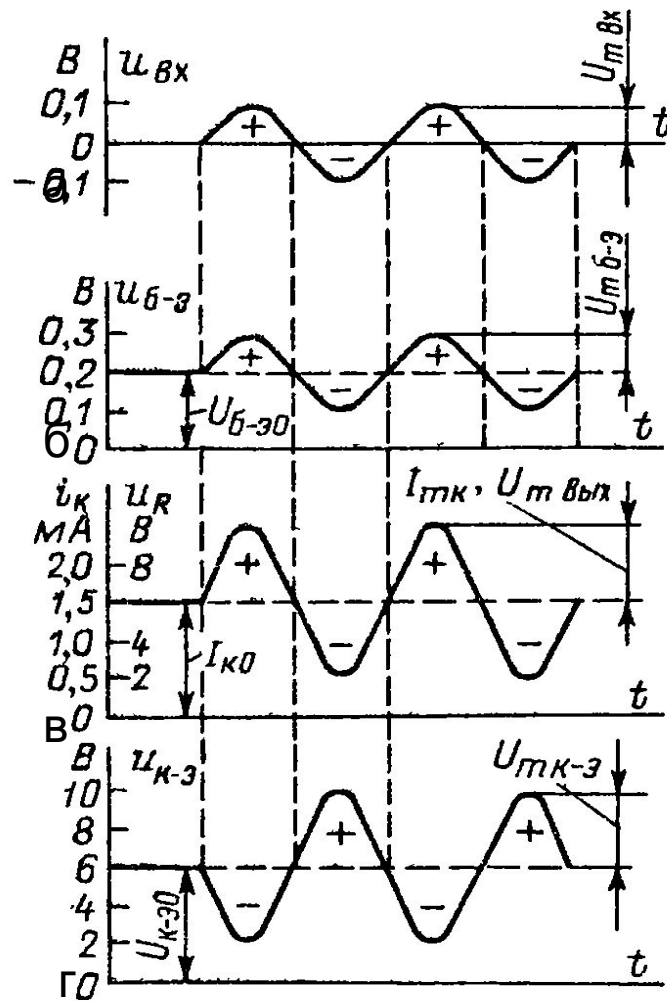 В u вх
0,1
+ +
0 t
− −
−0,1
а
U m вх
В u б-э
0,3
+ +
0,2
− −
0,1
U б-э0
б
0 t
U m б-э
i к u R
мА В
2,0 8
+ +
1,5
− −
1,0 4
0,5 2
I к0
0 t
I mк, U m вых
в
В u к-э
10
8 + +
6
4 − −
2
U к-э0
U m к-э
г 0 t